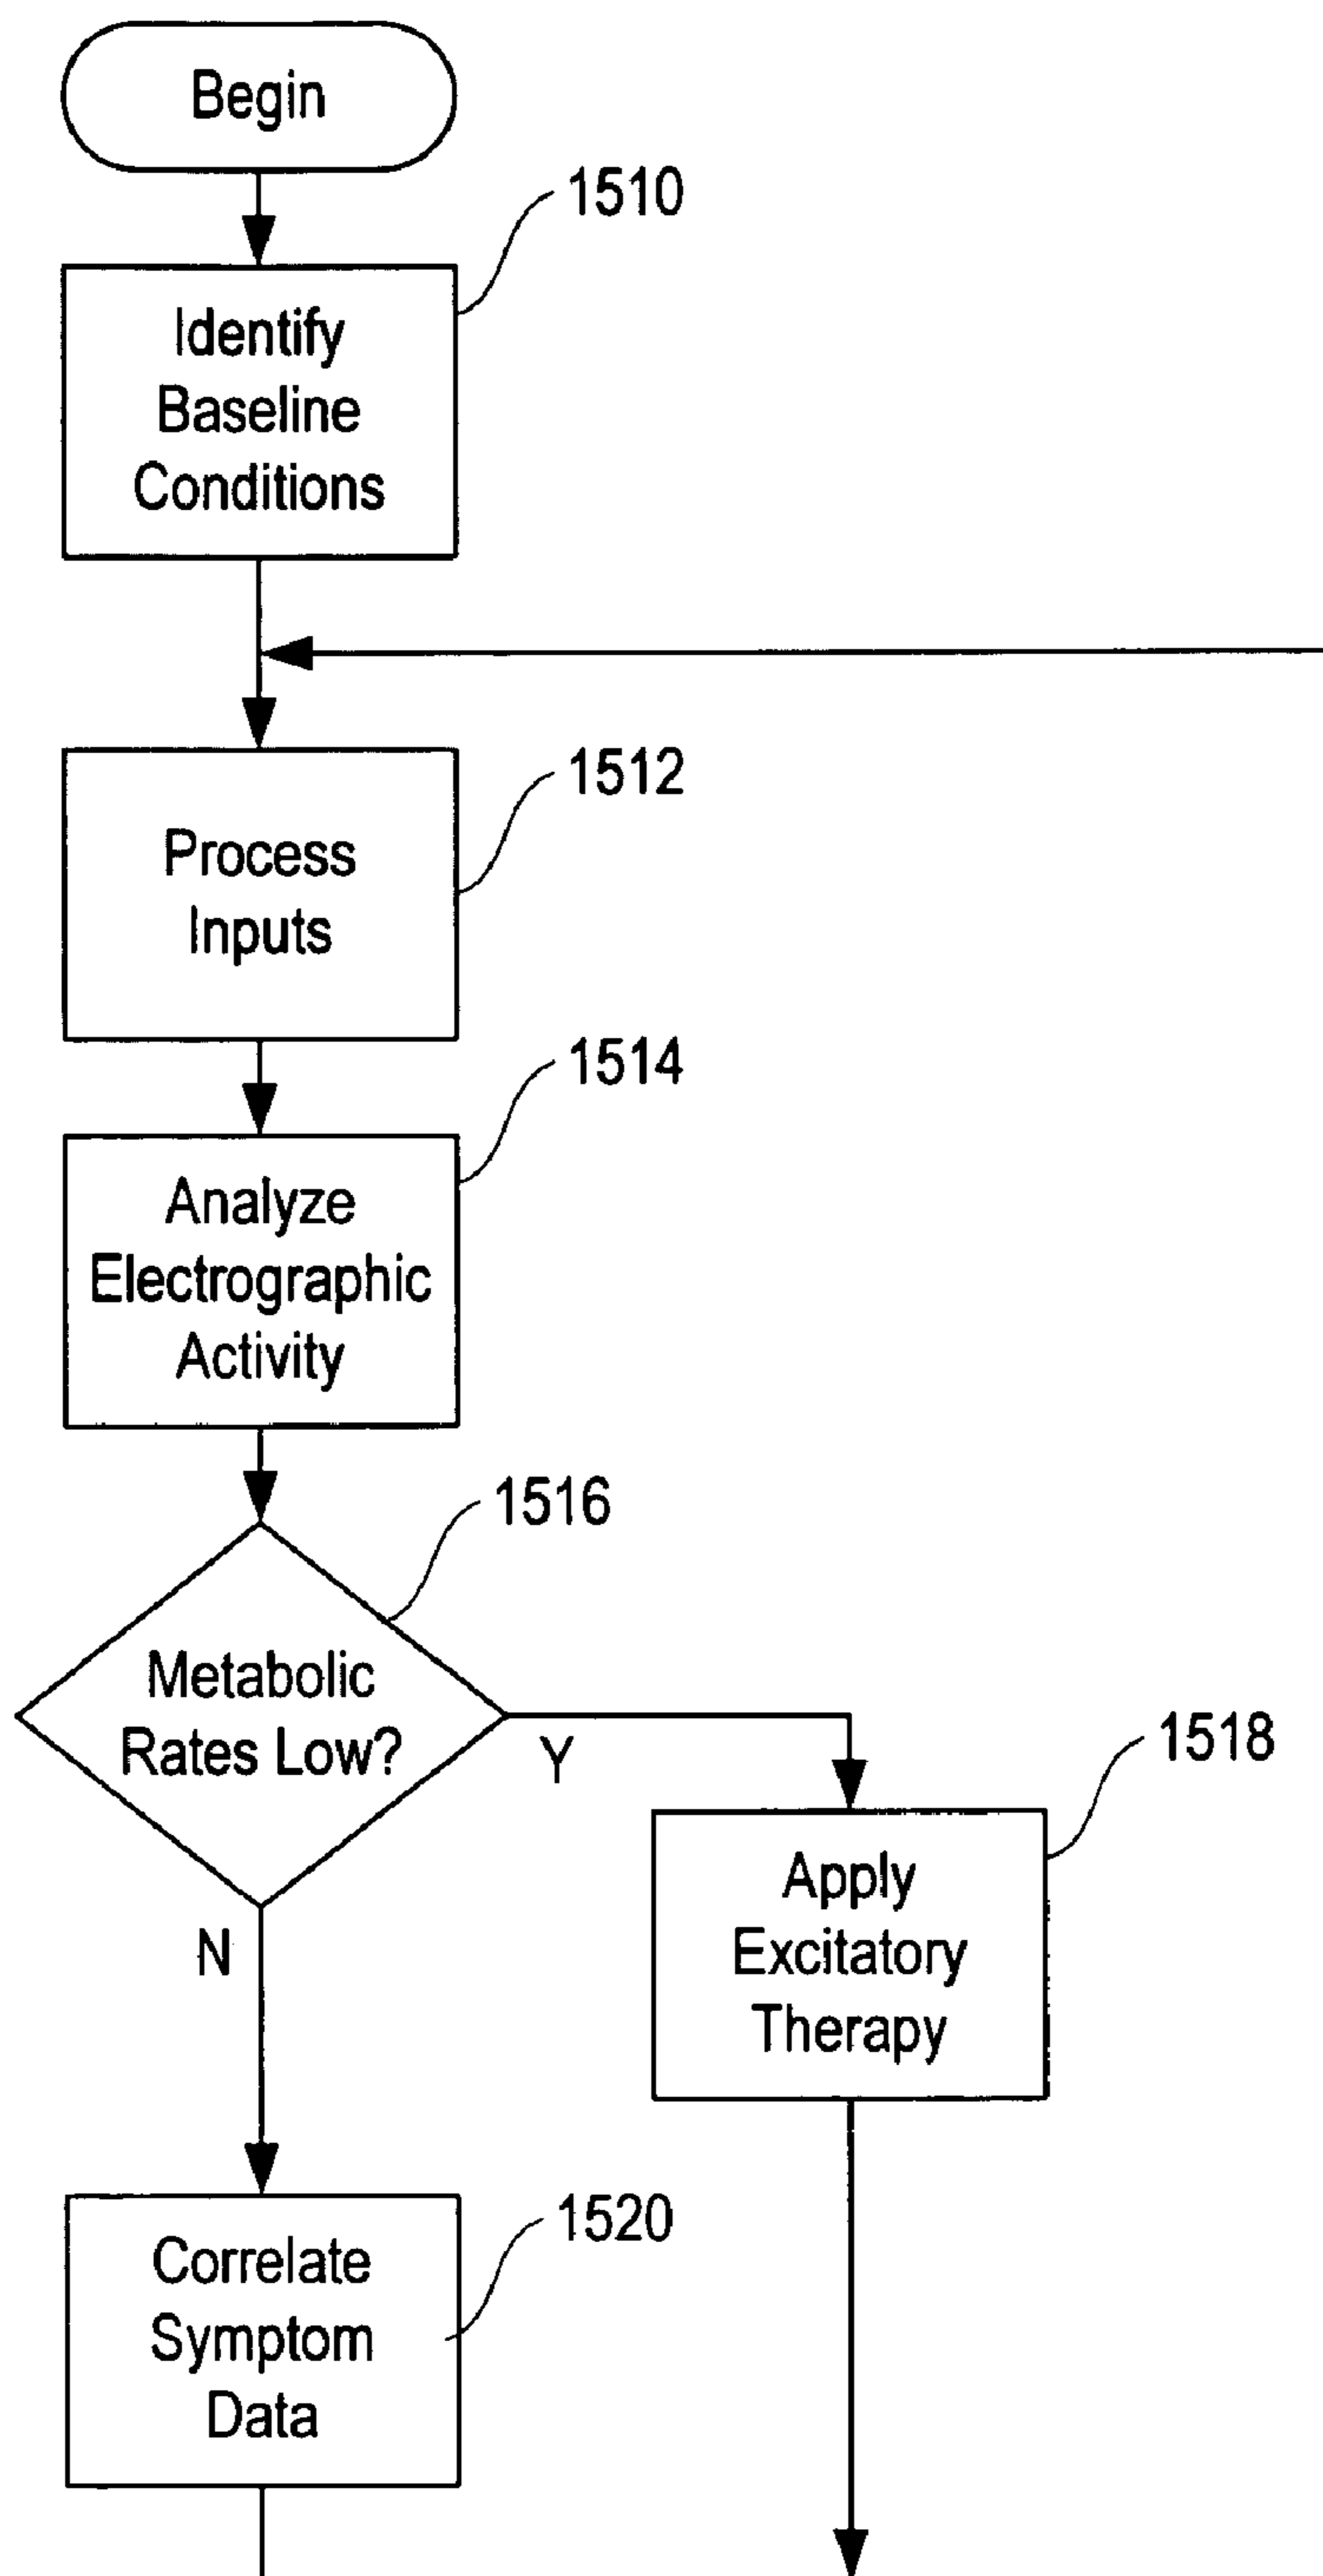 Begin
1510
Identify
Baseline
Conditions
1512
Process
Inputs
1514
Analyze
Electrographic
Activity
1516
Metabolic
Rates Low?
Y
1518
Apply
Excitatory
Therapy
N
1520
Correlate
Symptom
Data